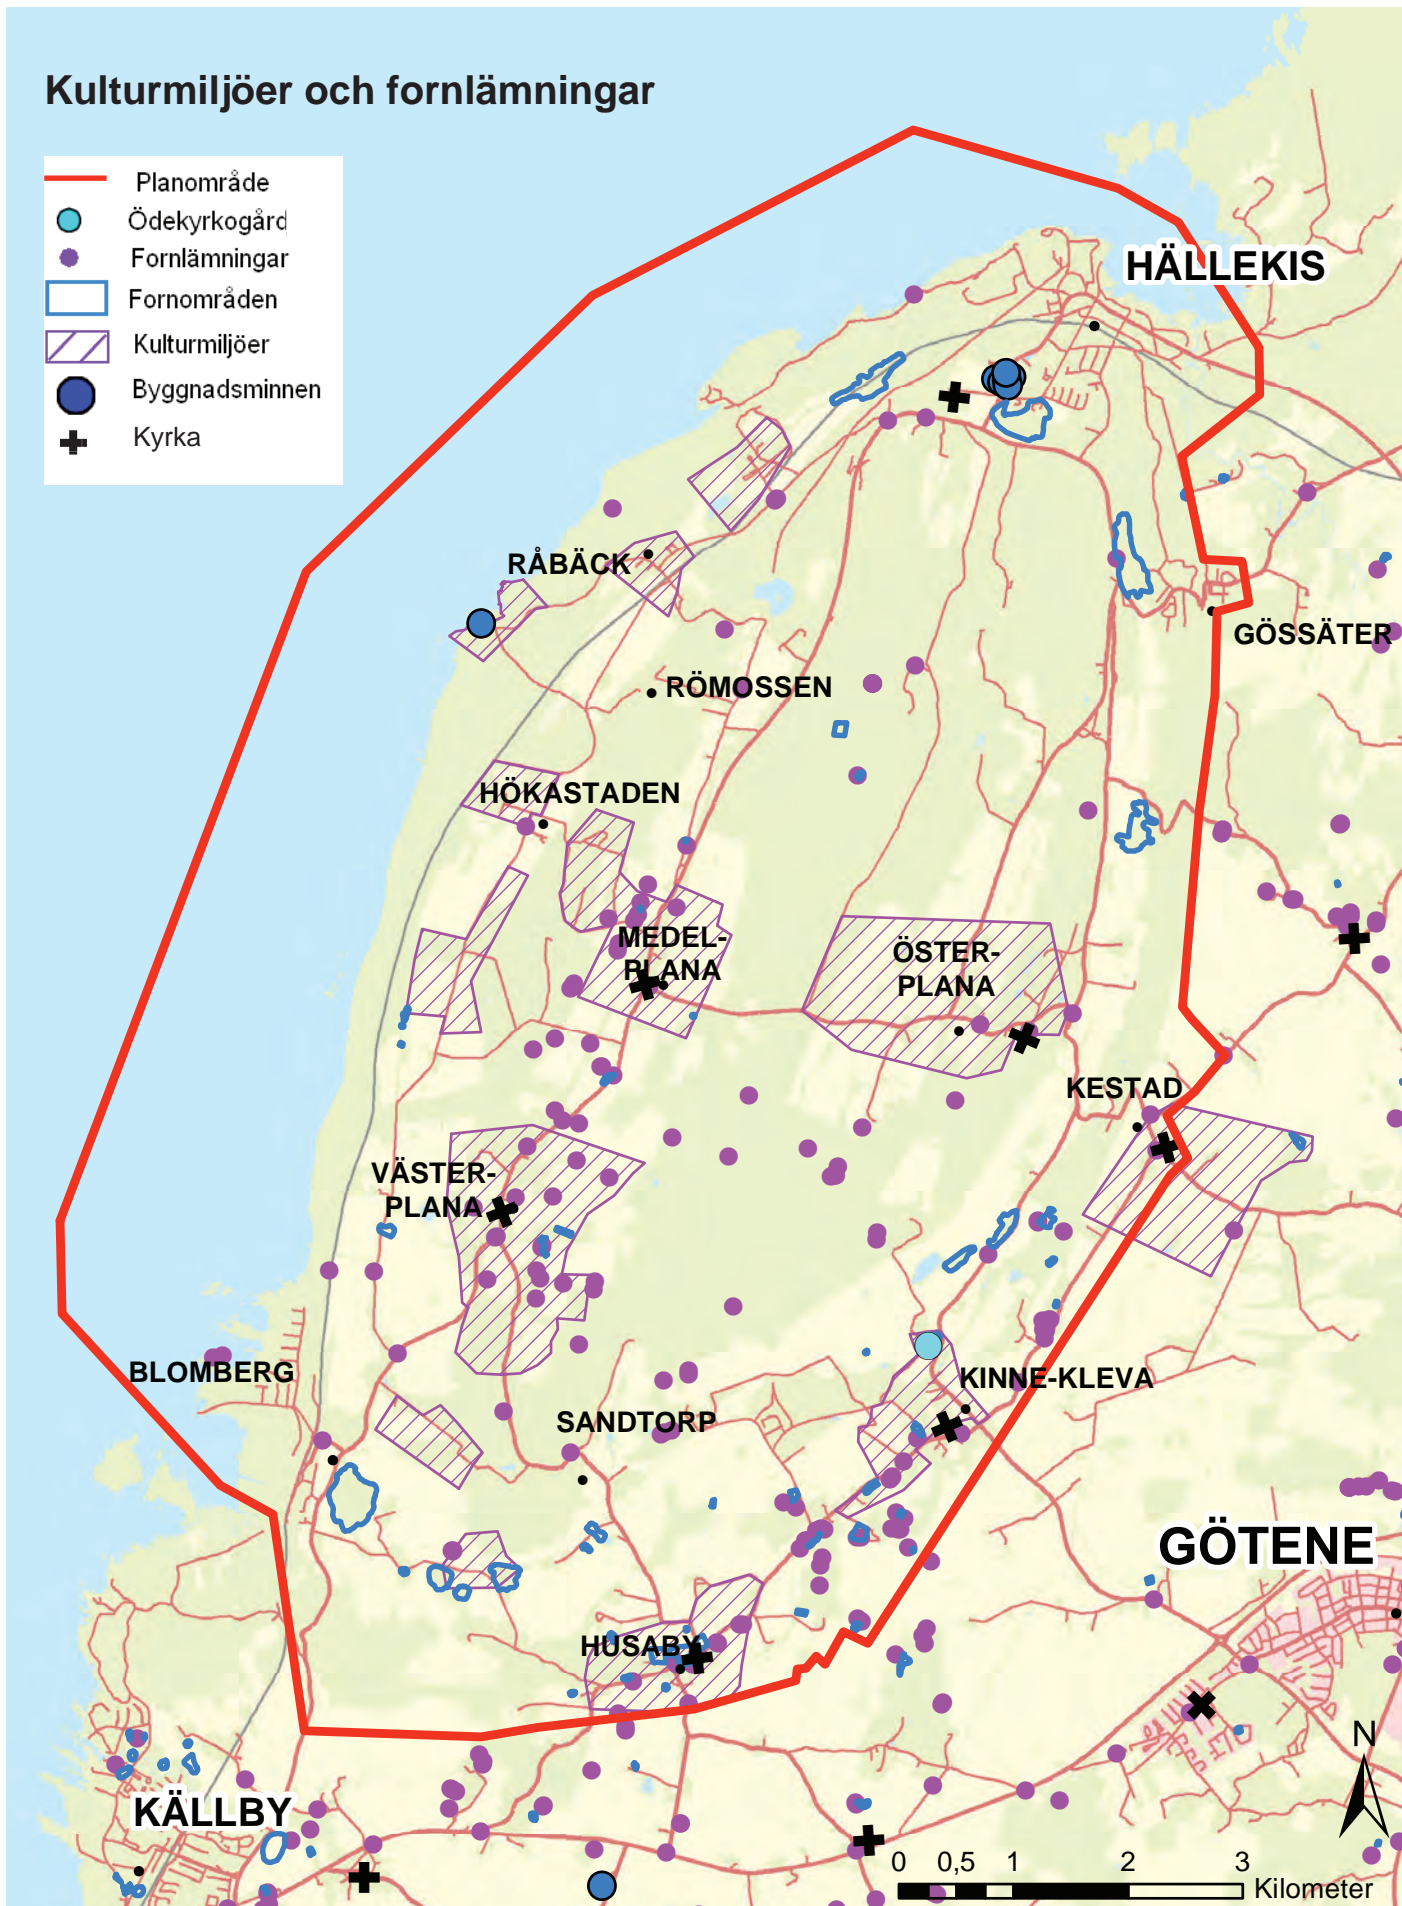 Kulturmiljöer och fornlämningar
Planområde
Ödekyrkogård
Fornlämningar
Fornområden
Kulturmiljöer
Byggnadsminnen
Kyrka
HÄLLEKIS
RÅBÄCK
GÖSSÄTER
RÖMOSSEN
HÖKASTADEN
MEDEL-
PLANA
ÖSTER-
PLANA
KESTAD
VÄSTER-
PLANA
BLOMBERG
KINNE-KLEVA
SANDTORP
GÖTENE
HUSABY
N
KÄLLBY
0 0,5 1 2 3
Kilometer